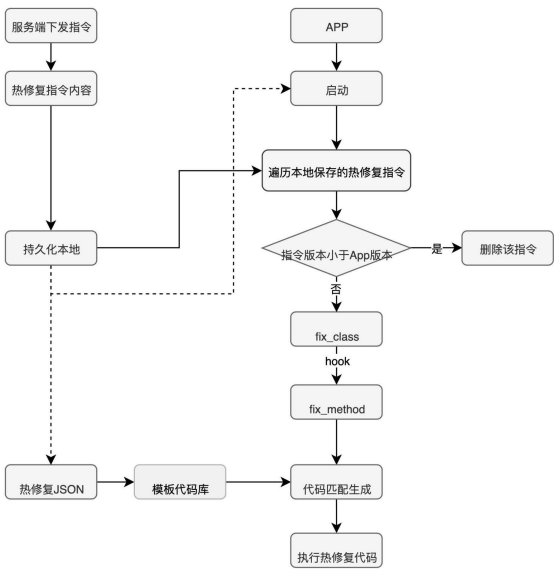 服务端下发指令
APP
热修复指令内容
启动
遍历本地保存的热修复指令
持久化本地
指令版本小于App版本
是
删除该指令
否
fix_class
hook
fix_method
热修复JSON
模板代码库
代码匹配生成
执行热修复代码